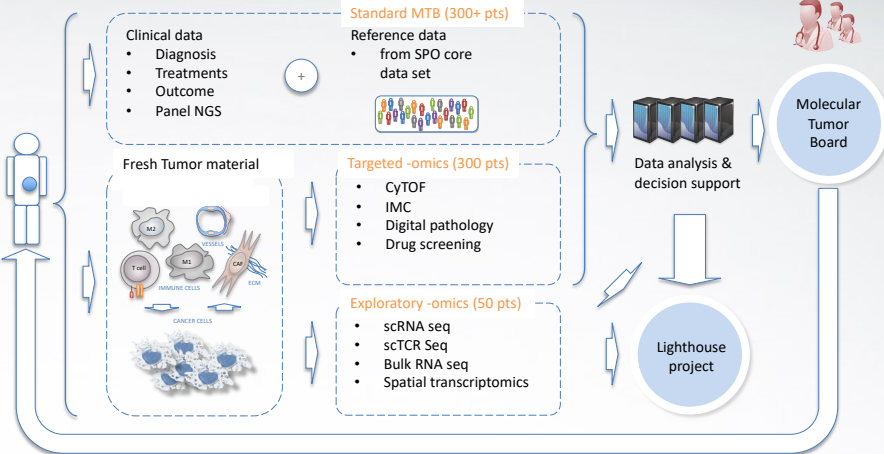 Standard MTB (300+ pts)
Clinical data
• Diagnosis
• Treatments
• Outcome
• Panel NGS
+
Reference data
• from SPO core
data set
Fresh Tumor material
M2
VESSELS
T cell
M1
CAF
IMMUNE CELLS
ECM
CANCER CELLS
Targeted -omics (300 pts)
• CyTOF
• IMC
• Digital pathology
• Drug screening
Exploratory -omics (50 pts)
• scRNA seq
• scTCR Seq
• Bulk RNA seq
• Spatial transcriptomics
Data analysis &
decision support
Molecular
Tumor
Board
Lighthouse
project